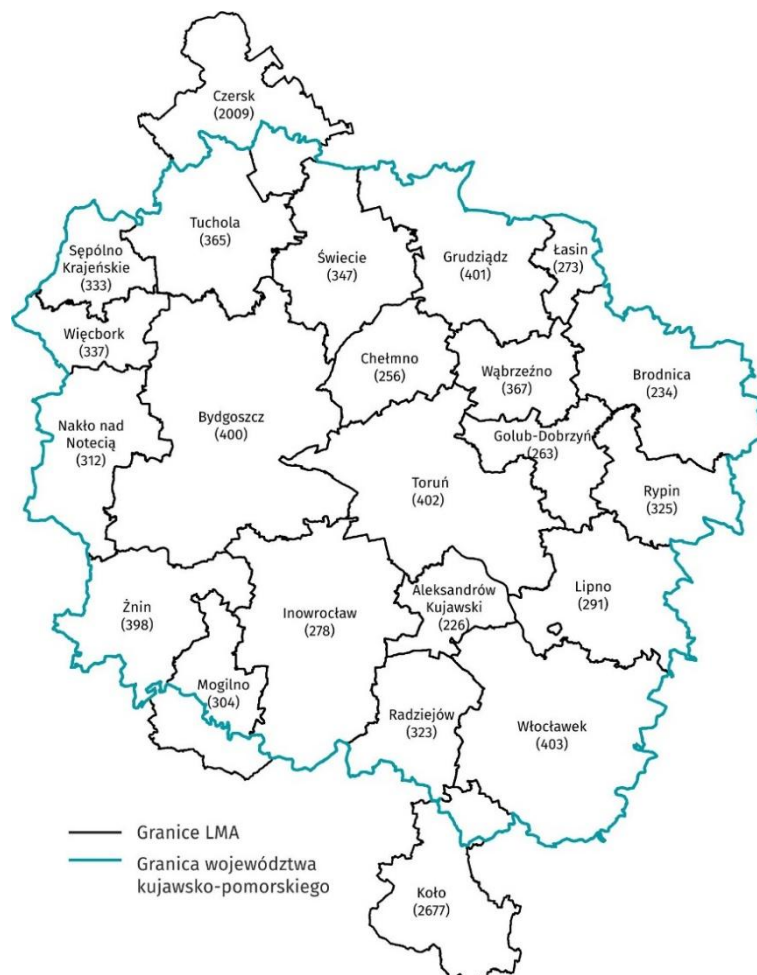 Czersk
(2009)
Tuchola
(365)
Sępólno
Krajeńskie
(333)
Świecie
(347)
Grudziądz
(401)
Łasin
(273)
Więcbork
(337)
Chełmno
(256)
Wąbrzeźno
(367)
Brodnica
(234)
Nakło nad
Notecią
(312)
Bydgoszcz
(400)
Golub-Dobrzyń
(263)
Toruń
(402)
Rypin
(325)
Żnin
(398)
Inowrocław
(278)
Aleksandrów
Kujawski
(226)
Lipno
(291)
Mogilno
(304)
Radziejów
(323)
Włocławek
(403)
Granice LMA
Granica województwa
kujawsko-pomorskiego
Koło
(2677)